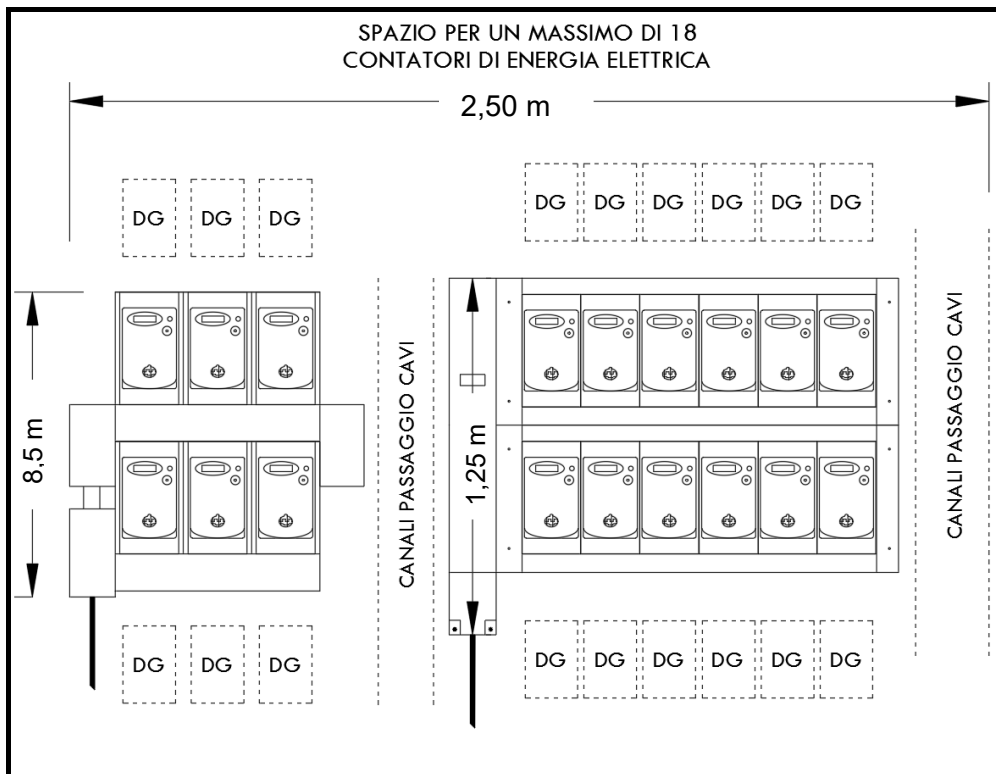 SPAZIO PER UN MASSIMO DI 18
CONTATORI DI ENERGIA ELETTRICA
2,50 m
DG DG DG
DG DG DG DG DG DG
8,5 m
CANALI PASSAGGIO CAVI
1,25 m
CANALI PASSAGGIO CAVI
DG DG DG
DG DG DG DG DG DG